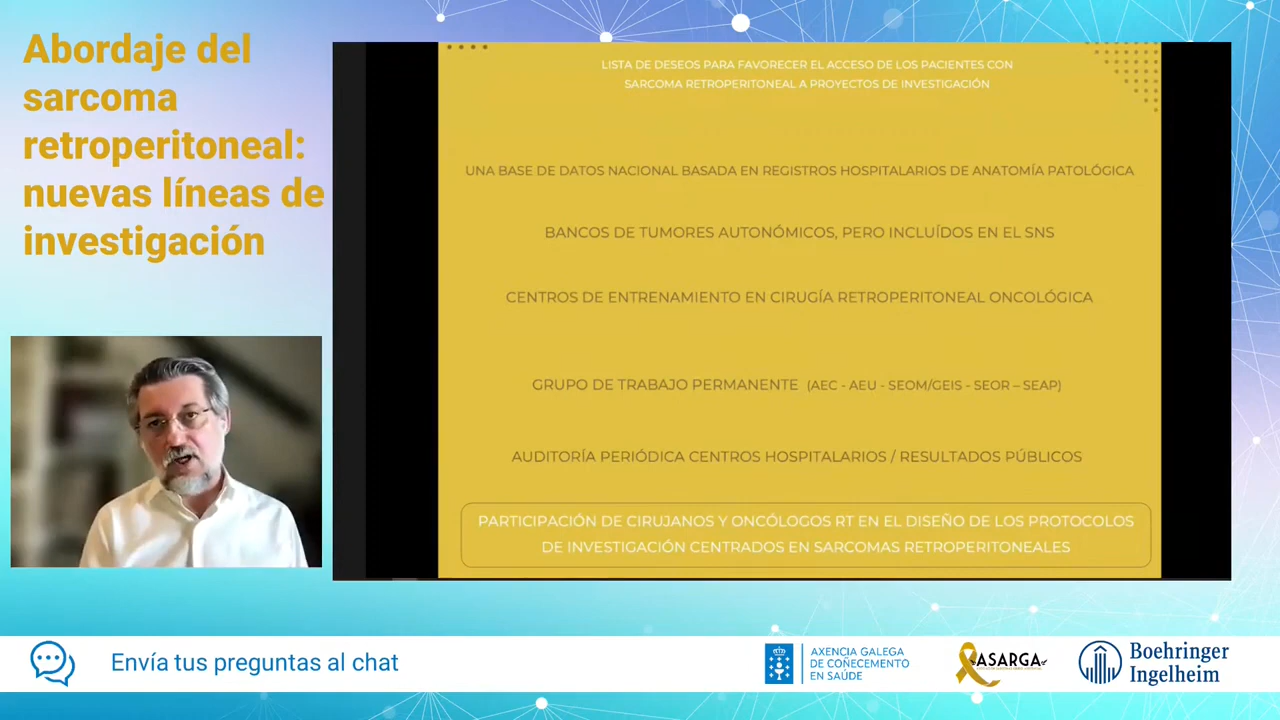 Abordaje del
sarcoma
retroperitoneal:
nuevas líneas de
investigación
LISTA DE DESEOS PARA FAVORECER EL ACCESO DE LOS PACIENTES CON
SARCOMA RETROPERITONEAL A PROYECTOS DE INVESTIGACIÓN
UNA BASE DE DATOS NACIONAL BASADA EN REGISTROS HOSPITALARIOS DE ANATOMÍA PATOLÓGICA
BANCOS DE TUMORES AUTONÓMICOS, PERO INCLUÍDOS EN EL SNS
CENTROS DE ENTRENAMIENTO EN CIRUGÍA RETROPERITONEAL ONCOLÓGICA
GRUPO DE TRABAJO PERMANENTE (AEC - AEU - SEOM/GEIS - SEOR – SEAP)
AUDITORÍA PERIÓDICA CENTROS HOSPITALARIOS / RESULTADOS PÚBLICOS
PARTICIPACIÓN DE CIRUJANOS Y ONCÓLOGOS RT EN EL DISEÑO DE LOS PROTOCOLOS
DE INVESTIGACIÓN CENTRADOS EN SARCOMAS RETROPERITONEALES
Envía tus preguntas al chat
AXENCIA GALEGA
DE COÑECEMENTO
EN SAÚDE
ASARGA
Boehringer
Ingelheim